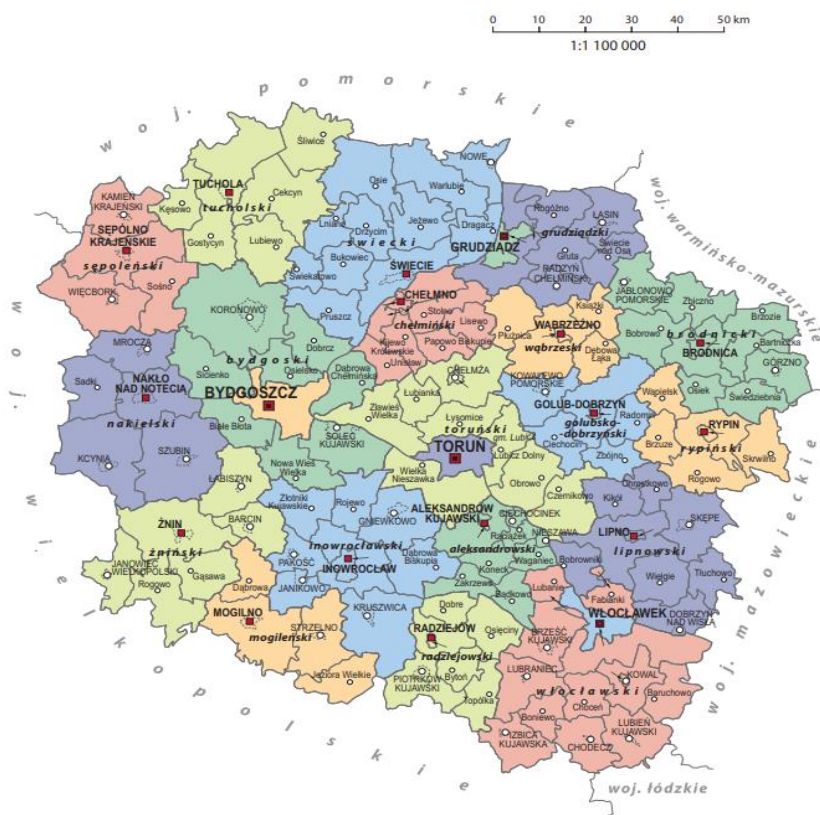 0 10 20 30 40 50 km
1:1 100 000
woj. pomorskie
woj. warmińsko-mazurskie
woj. mazowieckie
woj. łódzkie
woj. wielkopolskie
Śliwice
TUCHOLA
tucholski
Cekcyn
Kęsowo
Gostycyn
Lubiewo
KAMIEŃ
KRAJEŃSKI
SĘPÓLNO
KRAJEŃSKIE
sępoleński
WIĘCBORK
Sośno
NOWE
Osie
Warlubie
Lniano
Drzycim
Jeżewo
Dragacz
świecki
Bukowiec
Świekatowo
ŚWIECIE
Pruszcz
Rogóźno
ŁASIN
grudziądzki
GRUDZIĄDZ
Gruta
Świecie
nad Osą
RADZYŃ
CHEŁMIŃSKI
CHEŁMNO
Stolno
chełmiński
Lisewo
Kijewo
Królewskie
Papowo Biskupie
Unisław
Książki
WĄBRZEŹNO
Płużnica
wąbrzeski
Dębowa
Łąka
JABŁONOWO
POMORSKIE
Zbiczno
Brzozie
Bobrowo
brodnicki
Bartniczka
BRODNICA
GÓRZNO
Osiek
Świedziebnia
KORONOWO
bydgoski
Dobrcz
Sicienko
Osielsko
Dąbrowa
Chełmińska
BYDGOSZCZ
Białe Błota
SOLEC
KUJAWSKI
Nowa Wieś
Wielka
MROCZA
Sadki
NAKŁO
NAD NOTECIĄ
nakielski
KCYNIA
SZUBIN
CHEŁMŻA
Łubianka
Zławieś
Wielka
Łysomice
toruński
gm. Lubicz
TORUŃ
Lubicz Dolny
Wielka
Nieszawka
Obrowo
Czernikowo
KOWALEWO
POMORSKIE
GOLUB-DOBRZYŃ
golubsko-
-dobrzyński
Radomin
Ciechocin
Zbójno
Wąpielsk
RYPIN
rypiński
Brzuze
Skrwilno
Rogowo
ŁABISZYN
ŻNIN
BARCIN
żniński
JANOWIEC
WIELKOPOLSKI
Gąsawa
Rogowo
Złotniki
Kujawskie
Rojewo
GNIEWKOWO
inowrocławski
PAKOŚĆ
INOWROCŁAW
Dąbrowa
Biskupia
JANIKOWO
KRUSZWICA
ALEKSANDRÓW
KUJAWSKI
CIECHOCINEK
Raciążek
NIESZAWA
aleksandrowski
Waganiec
Koneck
Zakrzewo
Bądkowo
Chrostkowo
Kikół
SKĘPE
LIPNO
lipnowski
Bobrowniki
Wielgie
Tłuchowo
DOBRZYŃ
NAD WISŁĄ
Dąbrowa
MOGILNO
STRZELNO
mogileński
Jeziora Wielkie
Dobre
RADZIEJÓW
Osięciny
radziejowski
PIOTRKÓW
KUJAWSKI
Bytoń
Topólka
Lubanie
Fabianki
WŁOCŁAWEK
BRZEŚĆ
KUJAWSKI
LUBRANIEC
KOWAL
włocławski
Baruchowo
Choceń
Boniewo
LUBIEŃ
KUJAWSKI
IZBICA
KUJAWSKA
CHODECZ